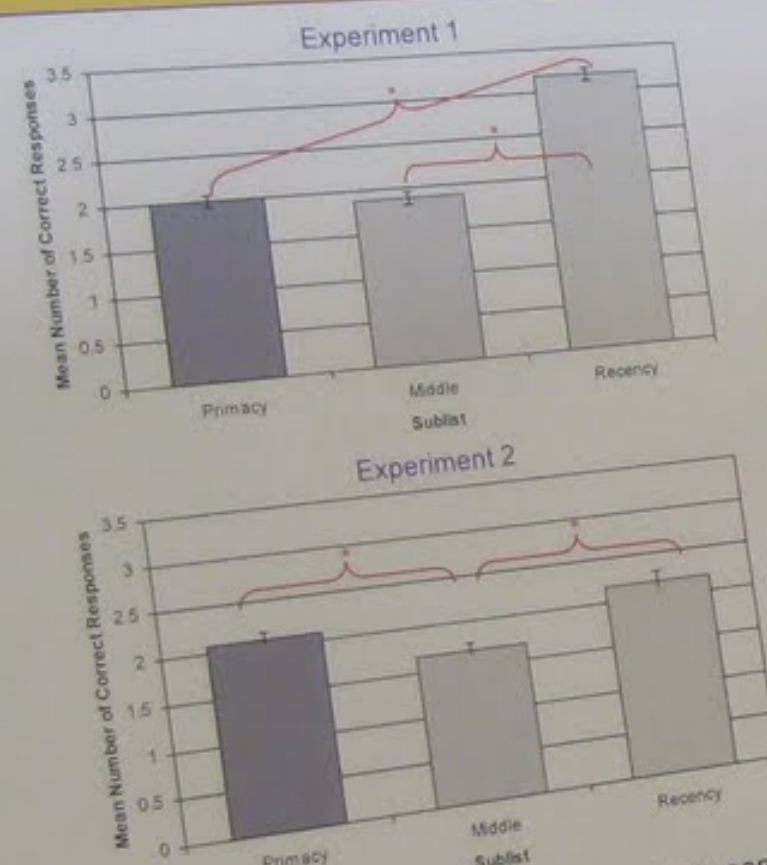 Experiment 1
Mean Number of Correct Responses
3.5
3
2.5
2
1.5
1
0.5
0
*
*
Primacy
Middle
Recency
Sublist
Experiment 2
Mean Number of Correct Responses
3.5
3
2.5
2
1.5
1
0.5
0
*
*
Primacy
Middle
Recency
Sublist